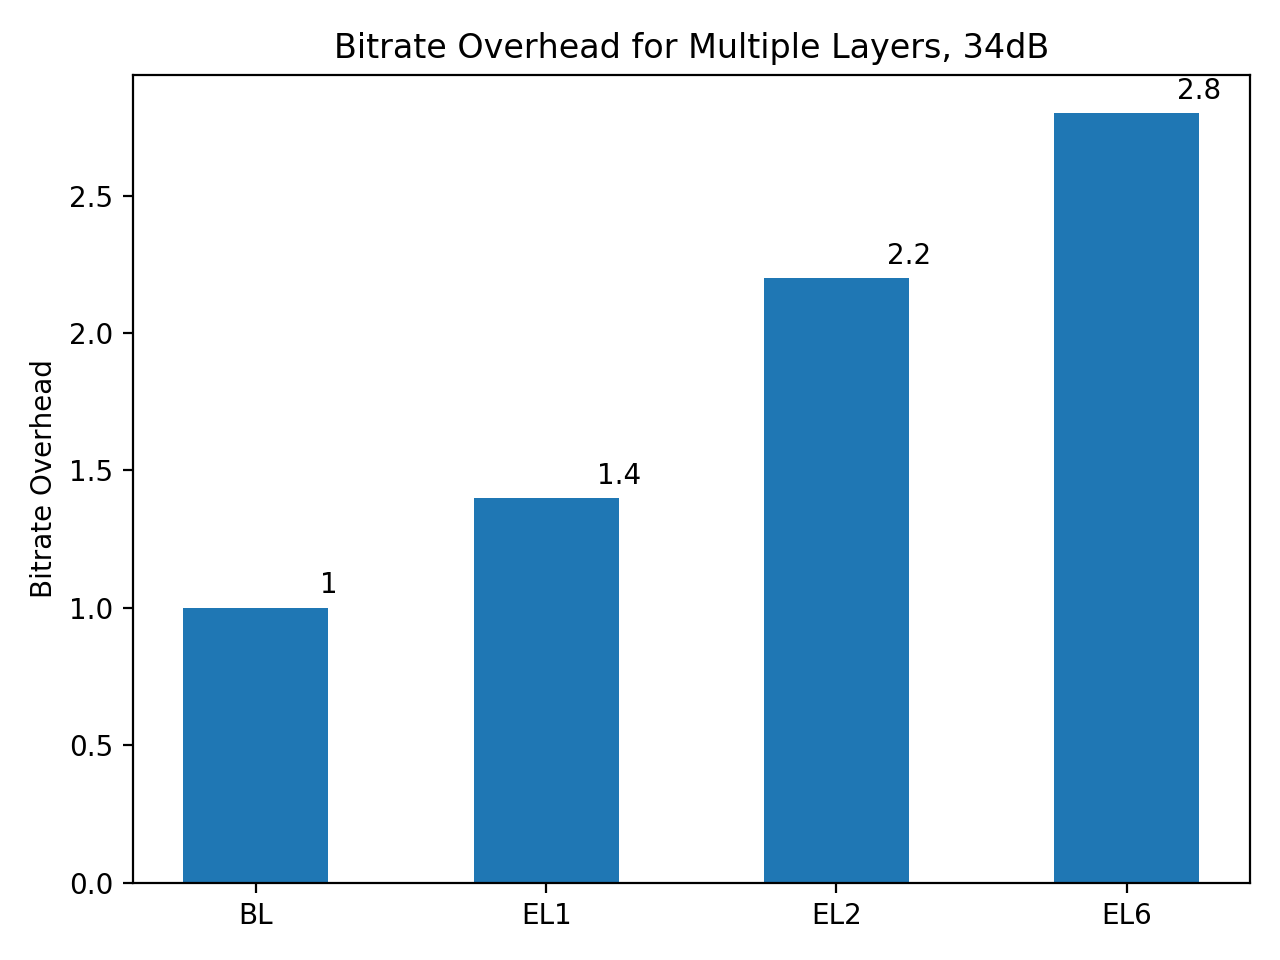 Bitrate Overhead for Multiple Layers, 34dB
2.8
2.5
2.2
2.0
1.5
1.4
1
1.0
0.5
0.0
Bitrate Overhead
BL
EL1
EL2
EL6